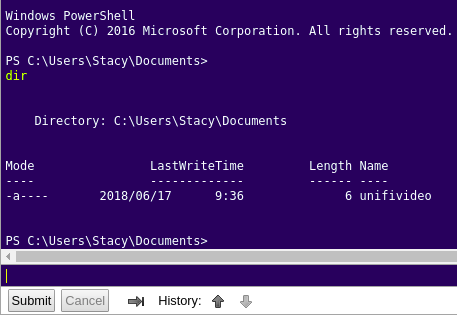 Windows PowerShell
Copyright (C) 2016 Microsoft Corporation. All rights reserved.
PS C:\Users\Stacy\Documents>
dir
Directory: C:\Users\Stacy\Documents
Mode LastWriteTime Length Name
---- ------------- ------ ----
-a---- 2018/06/17 9:36 6 unifivideo
PS C:\Users\Stacy\Documents>
Submit Cancel History: